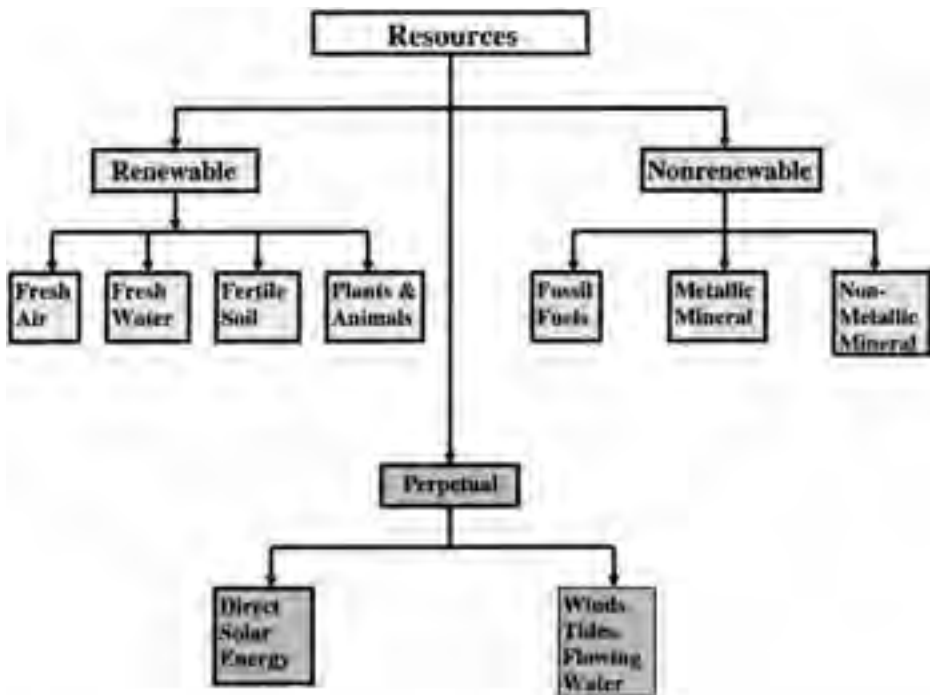 Resources
Renewable
Nonrenewable
Fresh
Air
Fresh
Water
Fertile
Soil
Plants &
Animals
Fossil
Fuels
Metallic
Mineral
Non-
Metallic
Mineral
Perpetual
Direct
Solar
Energy
Winds
Tides,
Flowing
Water